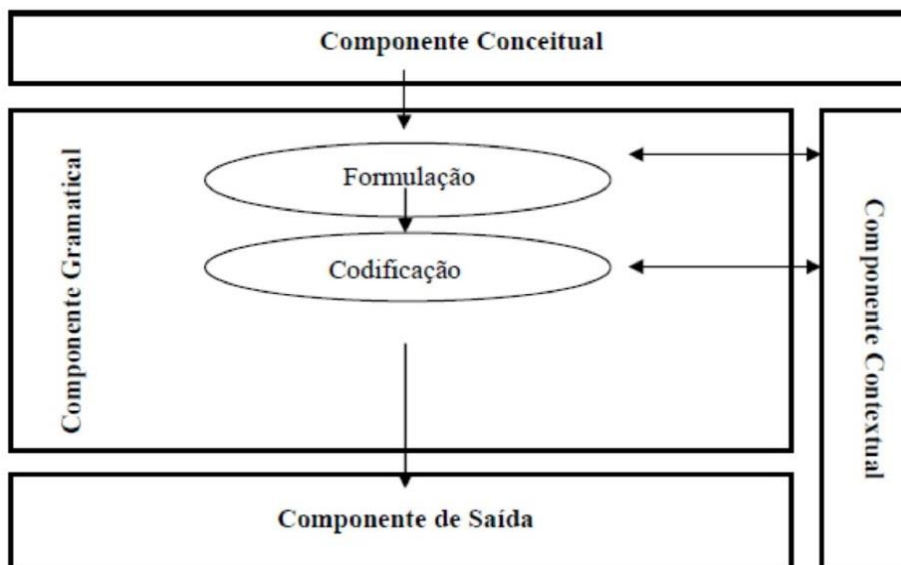 Componente Conceitual
Componente Gramatical
Formulação
Codificação
Componente Contextual
Componente de Saída